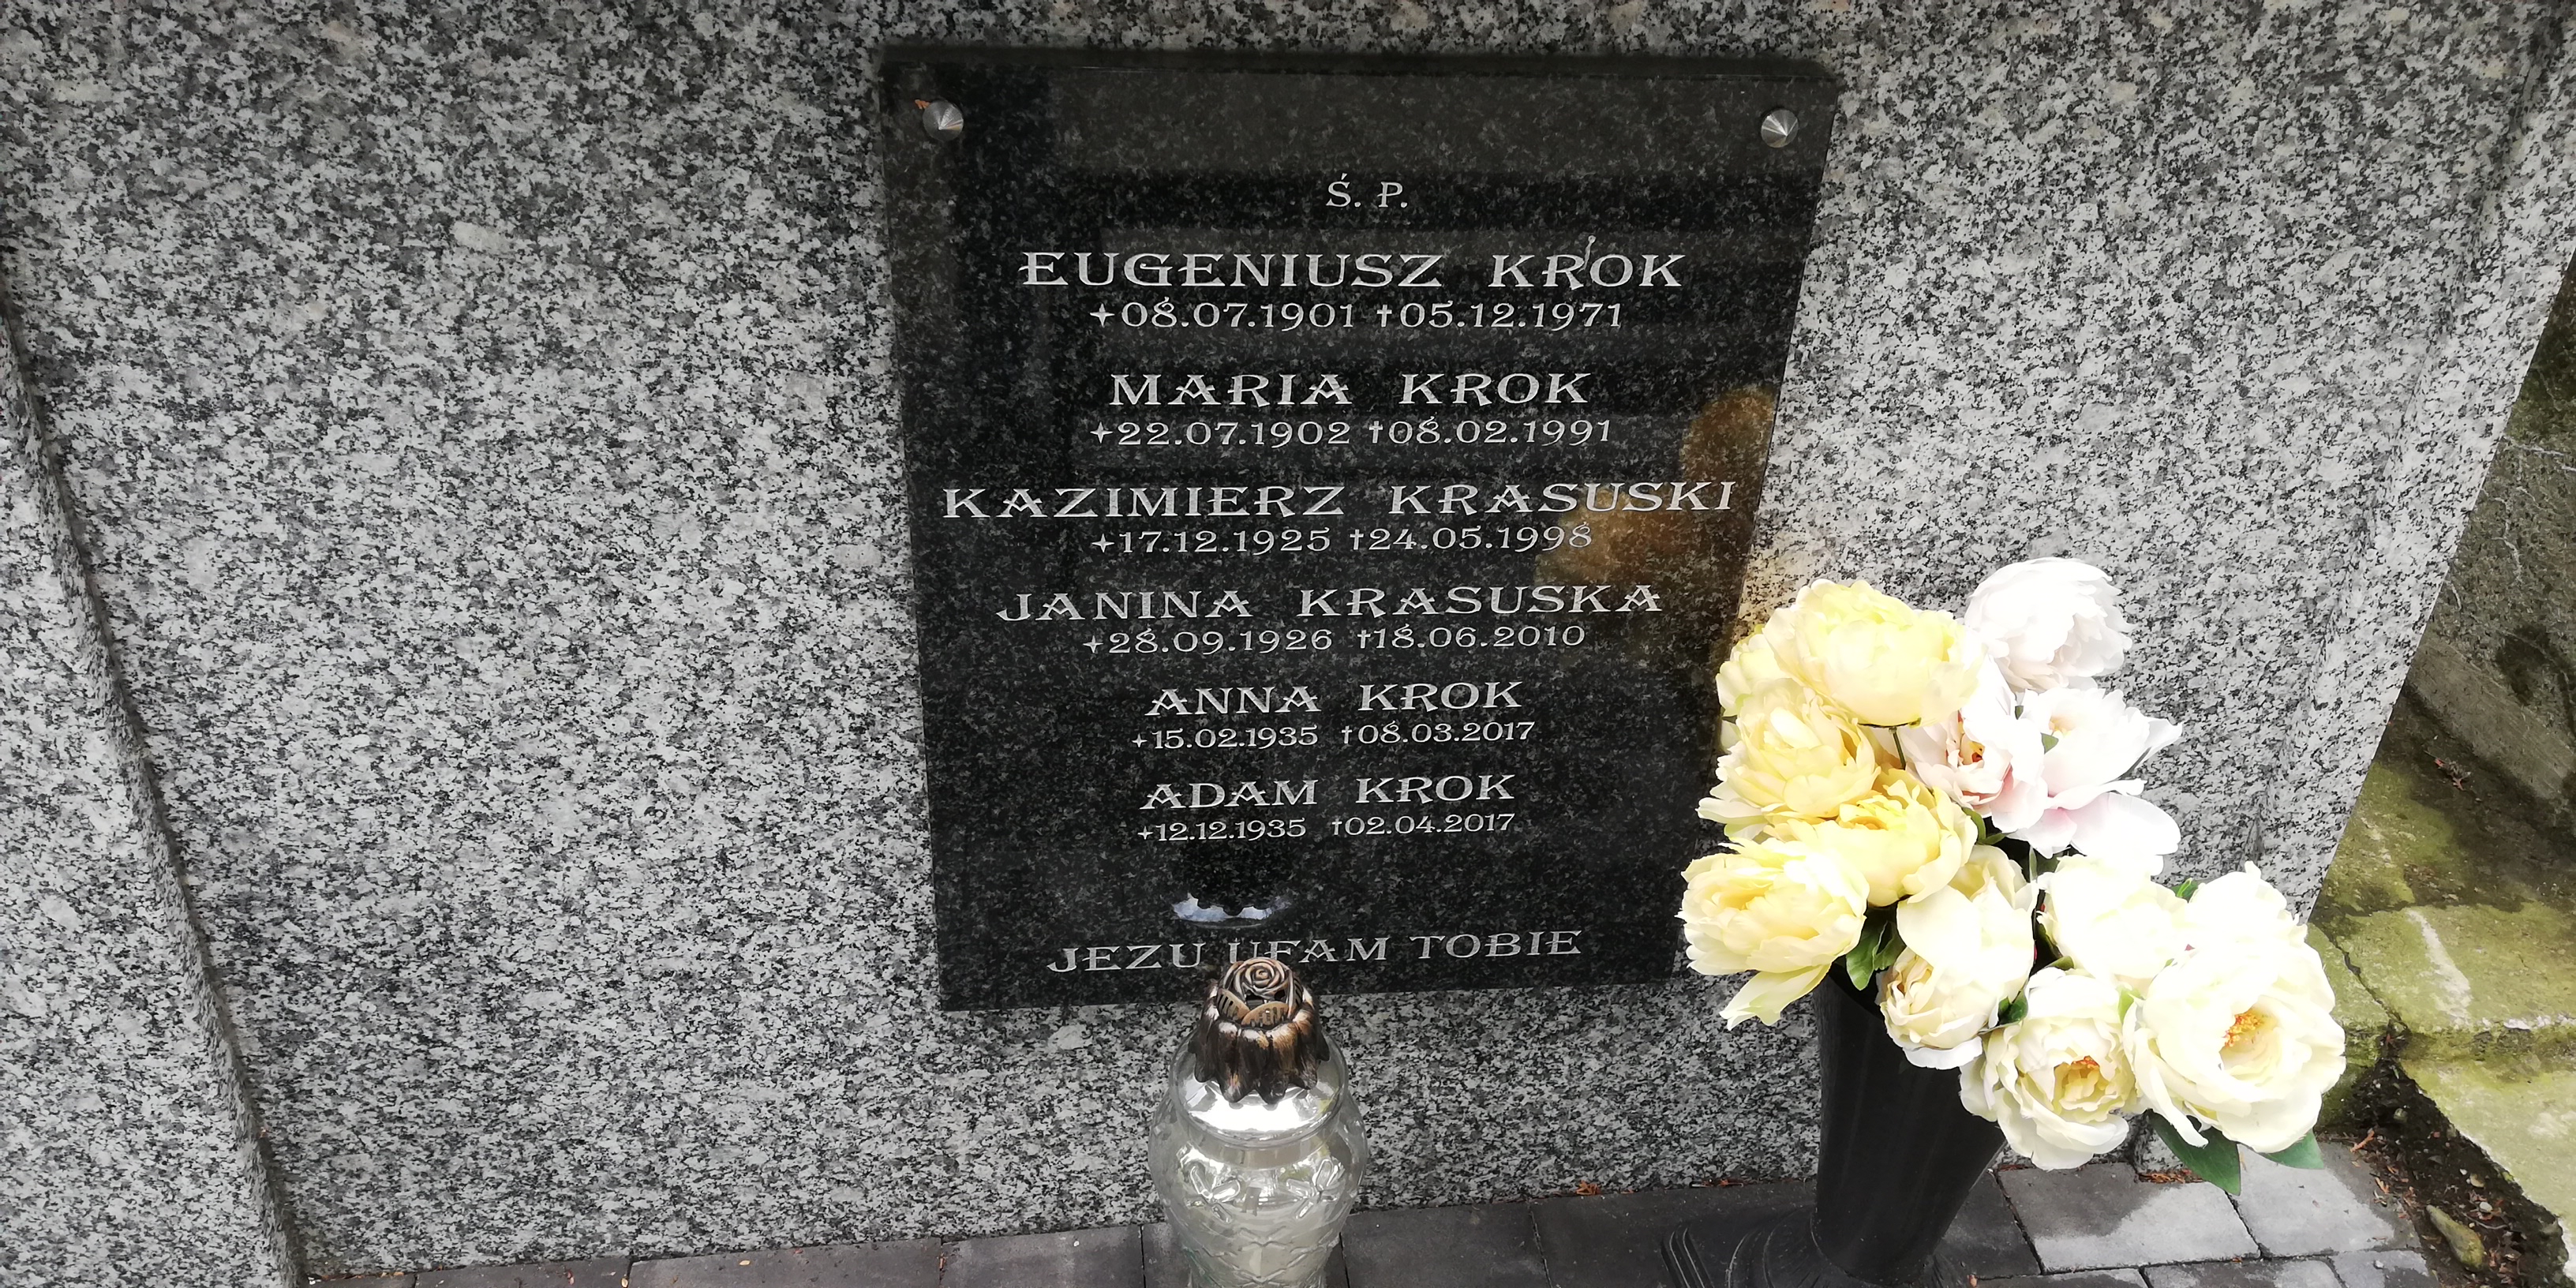 Ś. P.
EUGENIUSZ KROK
+08.07.1901 †05.12.1971
MARIA KROK
+22.07.1902 †08.02.1991
KAZIMIERZ KRASUSKI
+17.12.1925 †24.05.1998
JANINA KRASUSKA
+28.09.1926 †18.06.2010
ANNA KROK
+15.02.1935 †08.03.2017
ADAM KROK
+12.12.1935 †02.04.2017
JEZU UFAM TOBIE